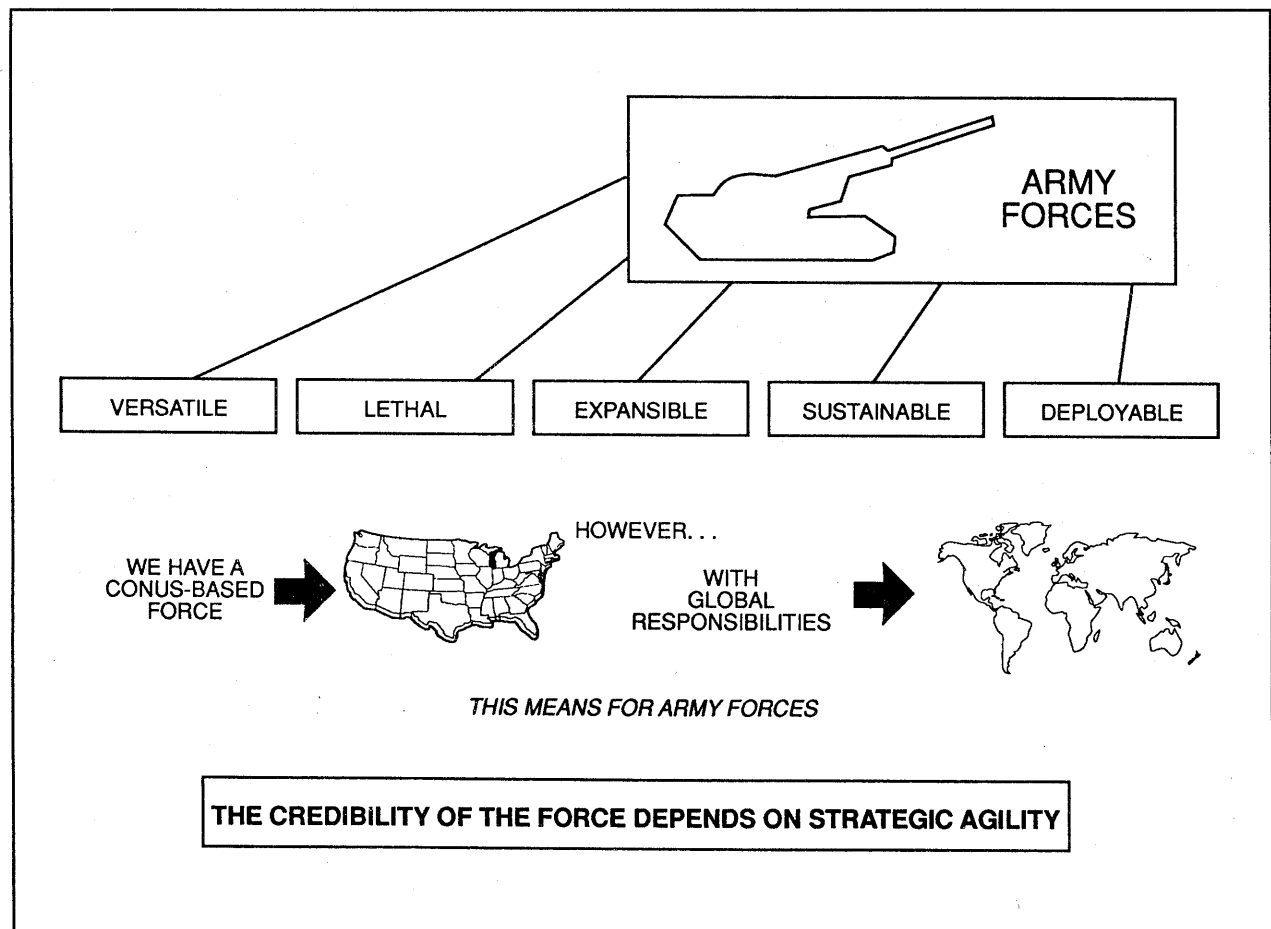 ARMY
FORCES
VERSATILE
LETHAL
EXPANSIBLE
SUSTAINABLE
DEPLOYABLE
WE HAVE A
CONUS-BASED
FORCE
HOWEVER...
WITH
GLOBAL
RESPONSIBILITIES
THIS MEANS FOR ARMY FORCES
THE CREDIBILITY OF THE FORCE DEPENDS ON STRATEGIC AGILITY